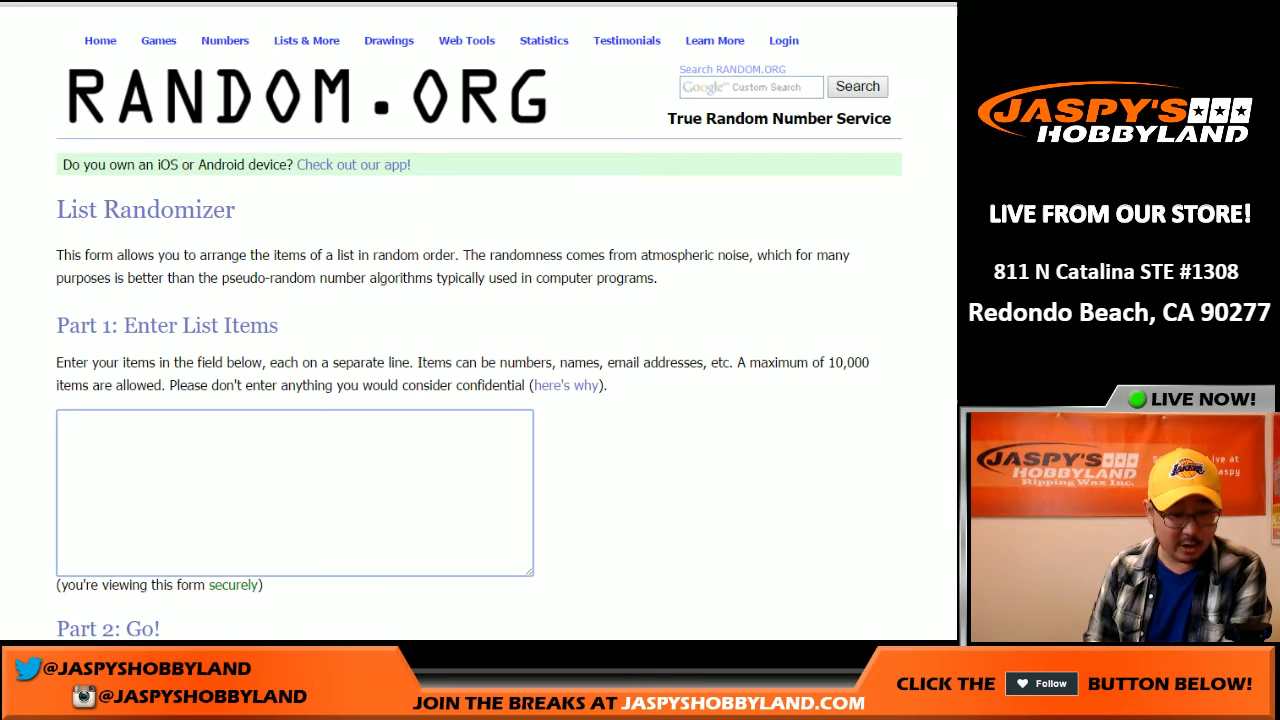 Home Games Numbers Lists & More Drawings Web Tools Statistics Testimonials Learn More Login
RANDOM.ORG
Search RANDOM.ORG
Google™ Custom Search
Search
True Random Number Service
Do you own an iOS or Android device? Check out our app!
List Randomizer
This form allows you to arrange the items of a list in random order. The randomness comes from atmospheric noise, which for many
purposes is better than the pseudo-random number algorithms typically used in computer programs.
Part 1: Enter List Items
Enter your items in the field below, each on a separate line. Items can be numbers, names, email addresses, etc. A maximum of 10,000
items are allowed. Please don't enter anything you would consider confidential (here's why).
(you're viewing this form securely)
Part 2: Go!
JASPY'S
HOBBYLAND
LIVE FROM OUR STORE!
811 N Catalina STE #1308
Redondo Beach, CA 90277
LIVE NOW!
JASPY'S
HOBBYLAND
Ripping Wax Inc.
Live at
LAKERS
@JASPYSHOBBYLAND
@JASPYSHOBBYLAND
JOIN THE BREAKS AT JASPYSHOBBYLAND.COM
CLICK THE Follow BUTTON BELOW!